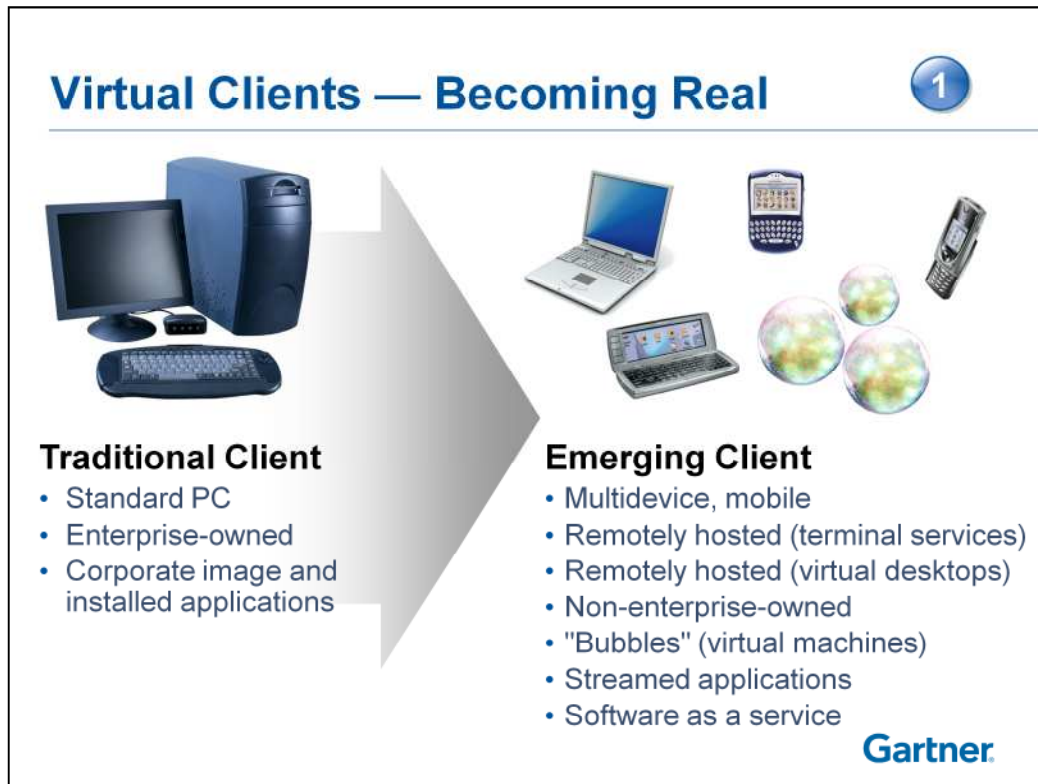 Virtual Clients — Becoming Real
1
Traditional Client
• Standard PC
• Enterprise-owned
• Corporate image and
installed applications
Emerging Client
• Multidevice, mobile
• Remotely hosted (terminal services)
• Remotely hosted (virtual desktops)
• Non-enterprise-owned
• "Bubbles" (virtual machines)
• Streamed applications
• Software as a service
Gartner